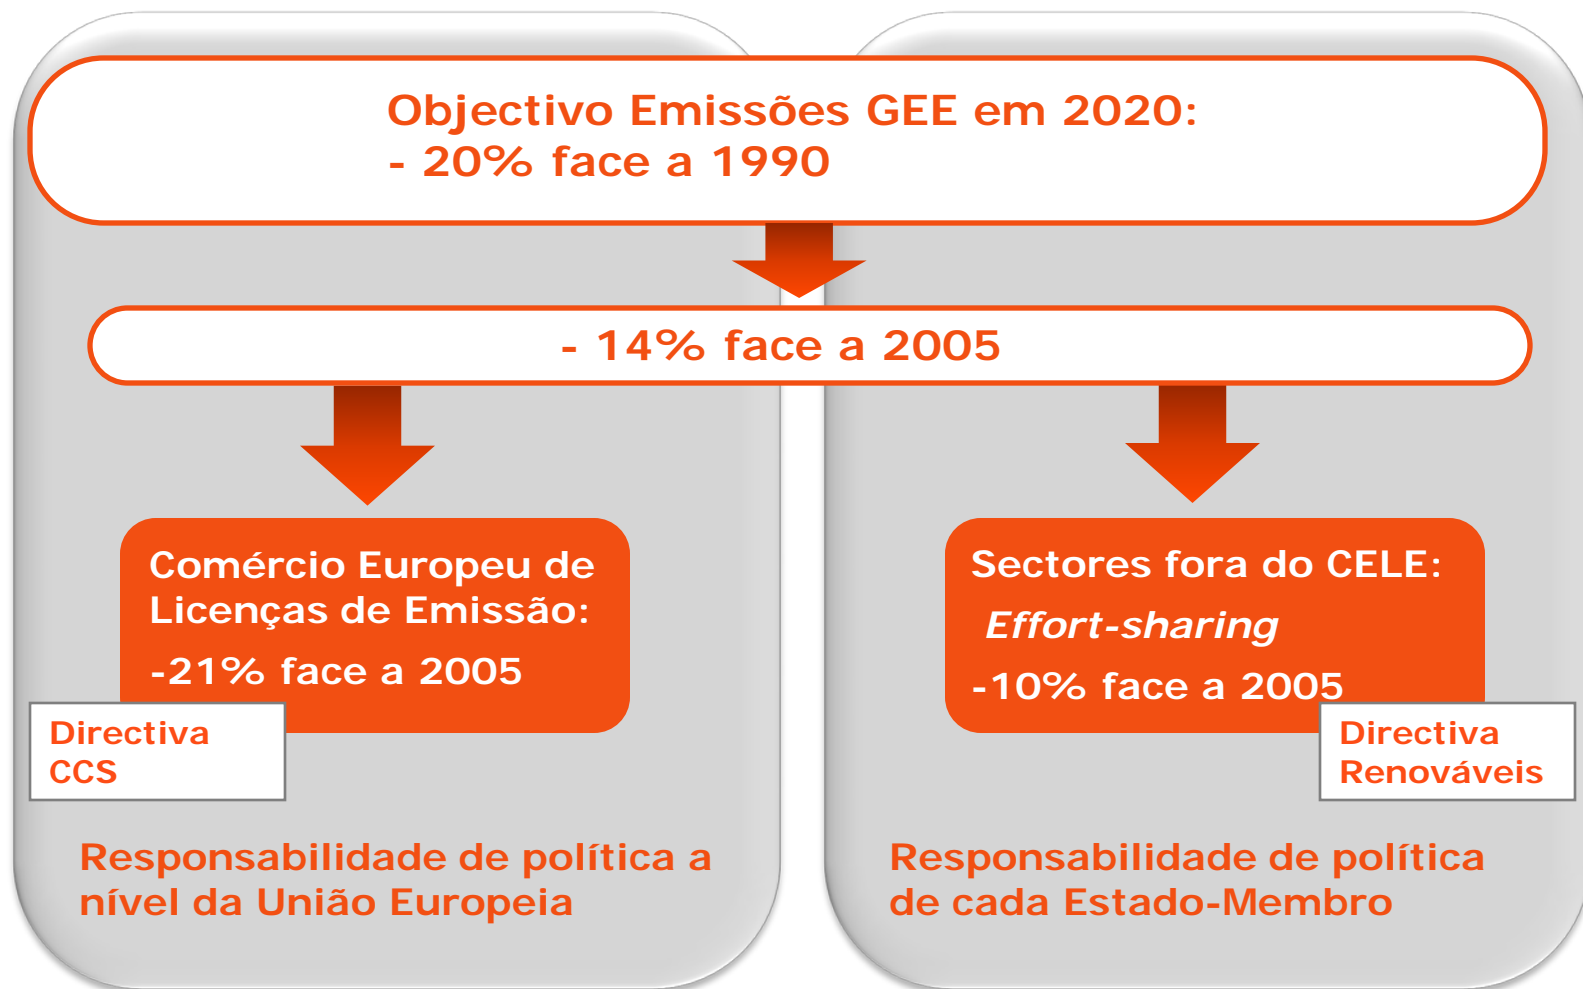 Objectivo Emissões GEE em 2020:
- 20% face a 1990
- 14% face a 2005
Comércio Europeu de
Licenças de Emissão:
-21% face a 2005
Directiva
CCS
Responsabilidade de política a
nível da União Europeia
Sectores fora do CELE:
Effort-sharing
-10% face a 2005
Directiva
Renováveis
Responsabilidade de política
de cada Estado-Membro